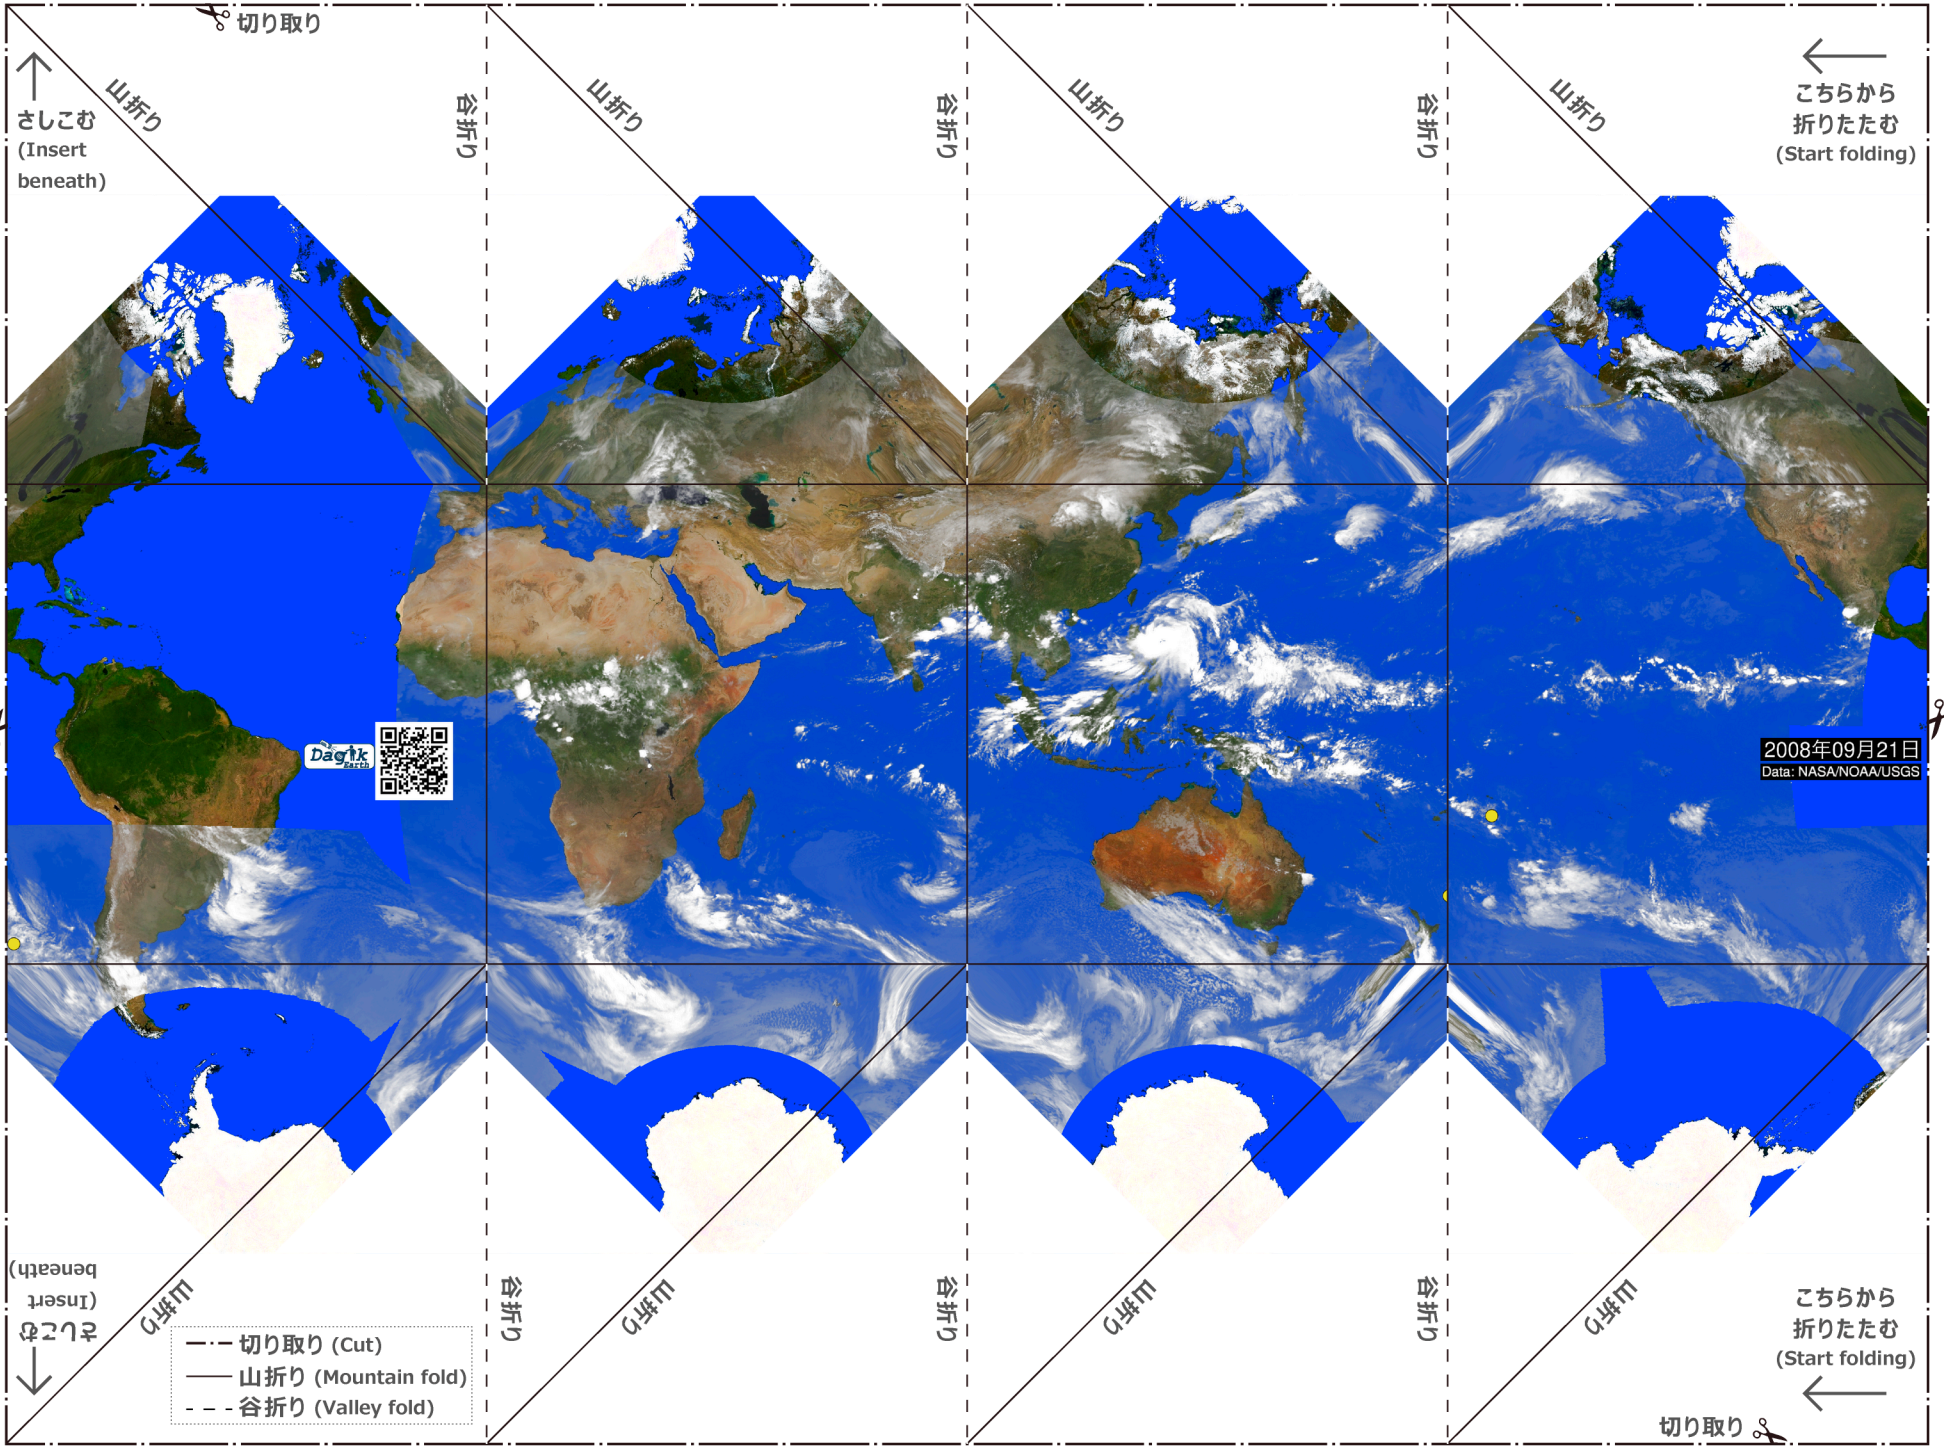 切り取り
さしこむ
(Insert
beneath)
山折り
谷折り
山折り
谷折り
山折り
谷折り
山折り
こちらから
折りたたむ
(Start folding)
Dagik
Earth
2008年09月21日
Data: NASA/NOAA/USGS
さしこむ
(Insert
beneath)
山折り
谷折り
山折り
谷折り
山折り
谷折り
山折り
こちらから
折りたたむ
(Start folding)
切り取り (Cut)
山折り (Mountain fold)
谷折り (Valley fold)
切り取り